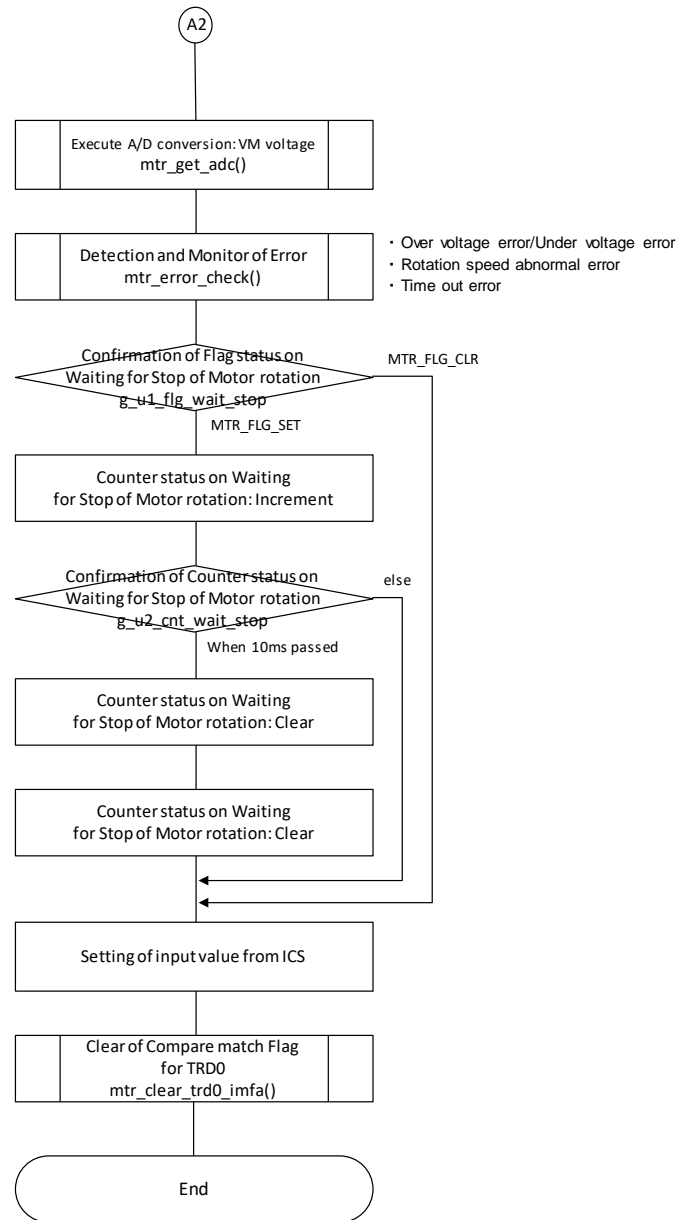 A2
Execute A/D conversion: VM voltage
mtr_get_adc()
Detection and Monitor of Error
mtr_error_check()
・Over voltage error/Under voltage error
・Rotation speed abnormal error
・Time out error
Confirmation of Flag status on
Waiting for Stop of Motor rotation
g_u1_flg_wait_stop
MTR_FLG_CLR
MTR_FLG_SET
Counter status on Waiting
for Stop of Motor rotation: Increment
Confirmation of Counter status on
Waiting for Stop of Motor rotation
g_u2_cnt_wait_stop
else
When 10ms passed
Counter status on Waiting
for Stop of Motor rotation: Clear
Counter status on Waiting
for Stop of Motor rotation: Clear
Setting of input value from ICS
Clear of Compare match Flag
for TRD0
mtr_clear_trd0_imfa()
End